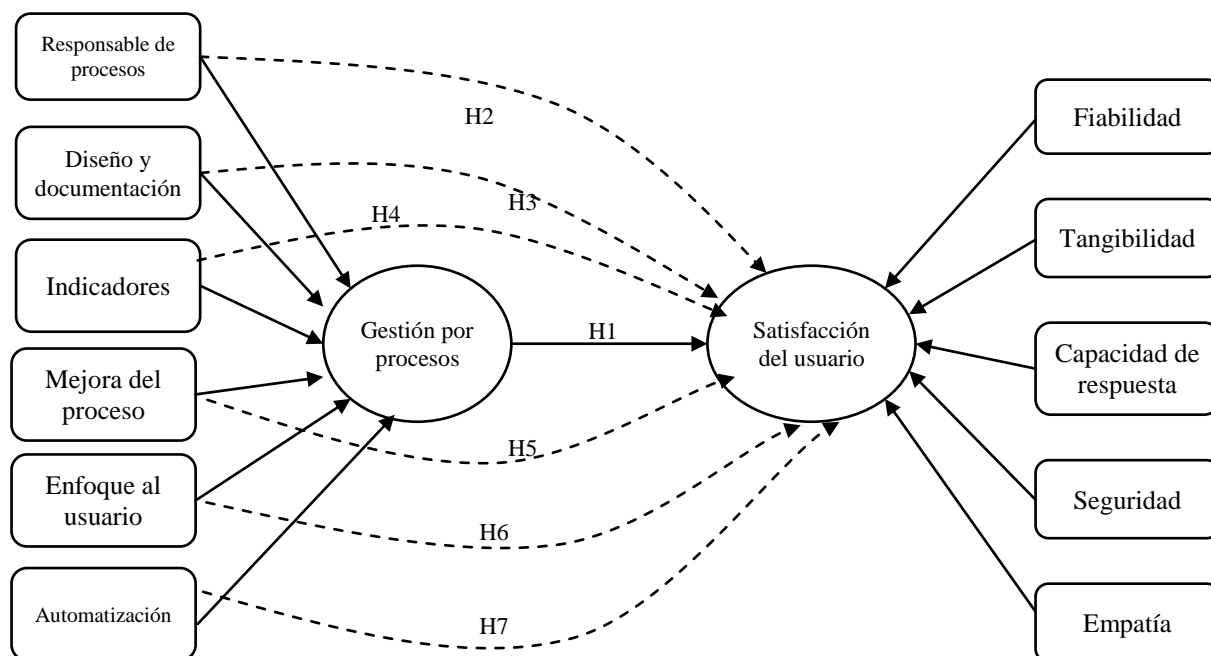 Responsable de
procesos
Diseño y
documentación
Indicadores
Mejora del
proceso
Enfoque al
usuario
Automatización
H2
H3
H4
Gestión por
procesos
H1
Satisfacción
del usuario
H5
H6
H7
Fiabilidad
Tangibilidad
Capacidad de
respuesta
Seguridad
Empatía